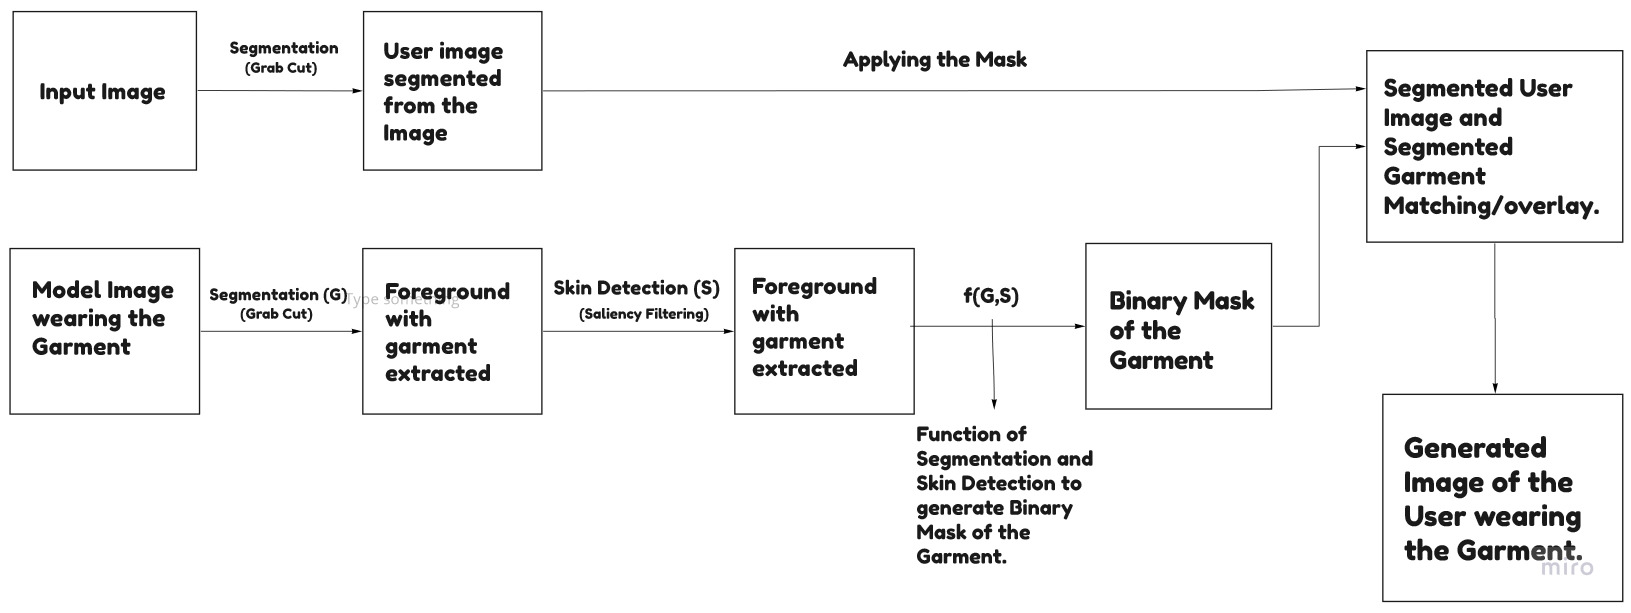 Input Image
Segmentation
(Grab Cut)
User image
segmented
from the
Image
Applying the Mask
Segmented User
Image and
Segmented
Garment
Matching/overlay.
Model Image
wearing the
Garment
Segmentation (G)
(Grab Cut)
Type something
Foreground
with
garment
extracted
Skin Detection (S)
(Saliency Filtering)
Foreground
with
garment
extracted
f(G,S)
Function of
Segmentation and
Skin Detection to
generate Binary
Mask of the
Garment.
Binary Mask
of the
Garment
Generated
Image of the
User wearing
the Garment.
miro